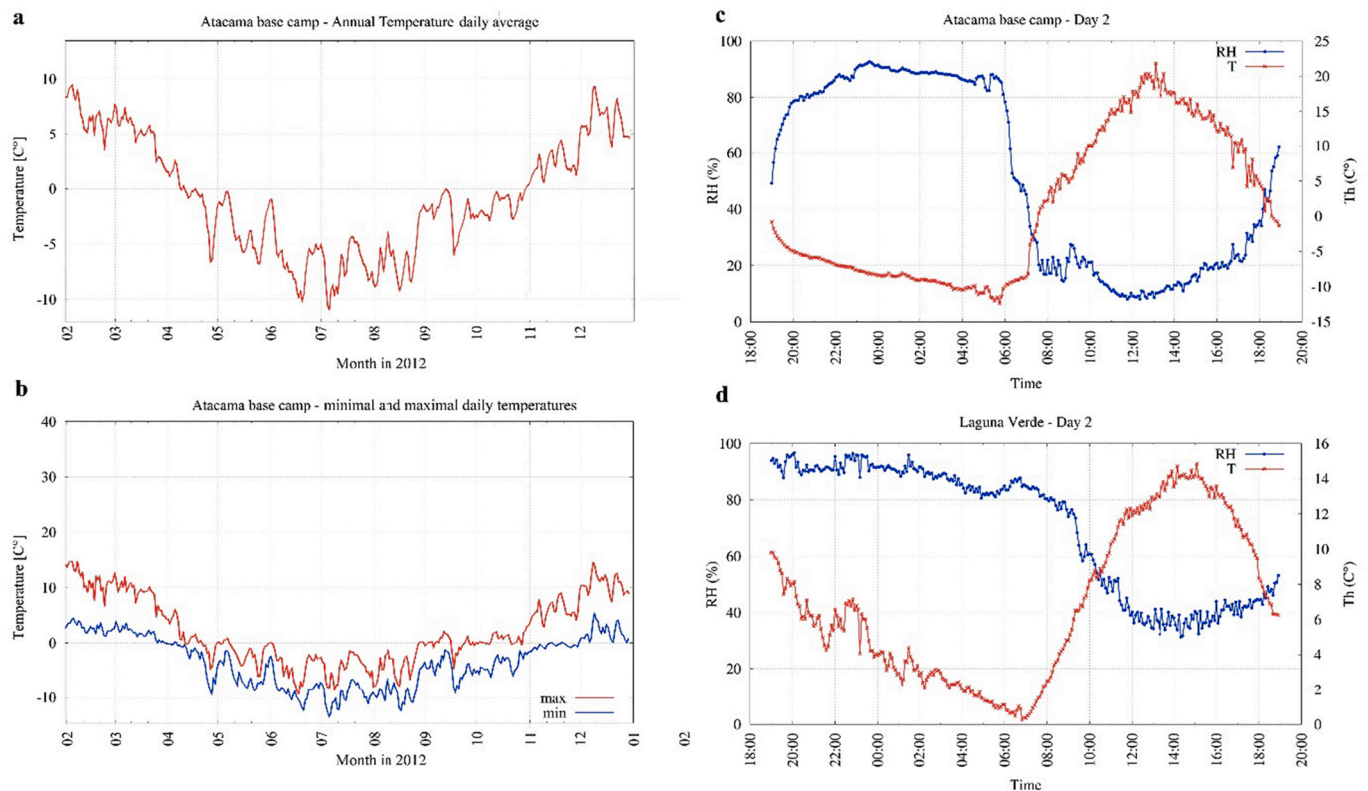 a
Atacama base camp - Annual Temperature daily average
10
5
0
-5
-10
Temperature [C°]
02 03 04 05 06 07 08 09 10 11 12
Month in 2012
b
Atacama base camp - minimal and maximal daily temperatures
40
30
20
10
0
-10
Temperature [C°]
max
min
02 03 04 05 06 07 08 09 10 11 12 01 02
Month in 2012
c
Atacama base camp - Day 2
RH
T
100
80
60
40
20
0
RH (%)
25
20
15
10
5
0
-5
-10
-15
Th (C°)
18:00 20:00 22:00 00:00 02:00 04:00 06:00 08:00 10:00 12:00 14:00 16:00 18:00 20:00
Time
d
Laguna Verde - Day 2
RH
T
100
80
60
40
20
0
RH (%)
16
14
12
10
8
6
4
2
0
Th (C°)
18:00 20:00 22:00 00:00 02:00 04:00 06:00 08:00 10:00 12:00 14:00 16:00 18:00 20:00
Time